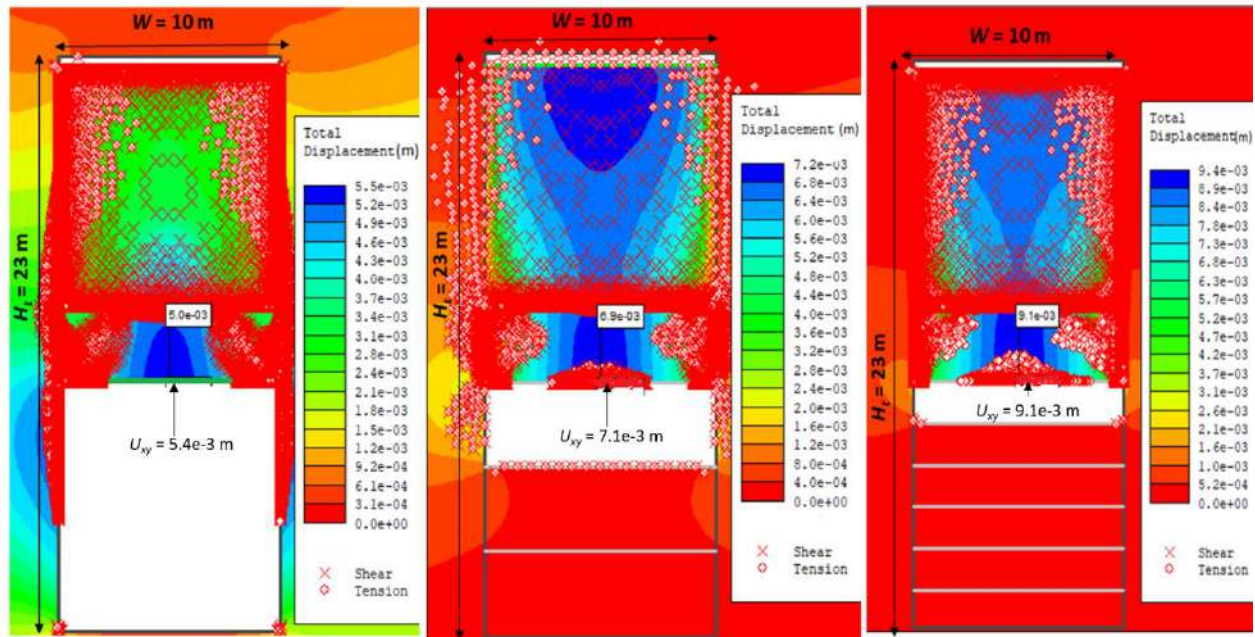 W = 10 m
H_t = 23 m
Total
Displacement (m)
5.5e-03
5.2e-03
4.9e-03
4.6e-03
4.3e-03
4.0e-03
3.7e-03
3.4e-03
3.1e-03
2.8e-03
2.4e-03
2.1e-03
1.8e-03
1.5e-03
1.2e-03
9.2e-04
6.1e-04
3.1e-04
0.0e+00
Shear
Tension
5.0e-03
U_xy = 5.4e-3 m
W = 10 m
H_t = 23 m
Total
Displacement (m)
7.2e-03
6.8e-03
6.4e-03
6.0e-03
5.6e-03
5.2e-03
4.8e-03
4.4e-03
4.0e-03
3.6e-03
3.2e-03
2.8e-03
2.4e-03
2.0e-03
1.6e-03
1.2e-03
8.0e-04
4.0e-04
0.0e+00
Shear
Tension
6.9e-03
U_xy = 7.1e-3 m
W = 10 m
H_t = 23 m
Total
Displacement (m)
9.4e-03
8.9e-03
8.4e-03
7.8e-03
7.3e-03
6.8e-03
6.3e-03
5.7e-03
5.2e-03
4.7e-03
4.2e-03
3.7e-03
3.1e-03
2.6e-03
2.1e-03
1.6e-03
1.0e-03
5.2e-04
0.0e+00
Shear
Tension
9.1e-03
U_xy = 9.1e-3 m